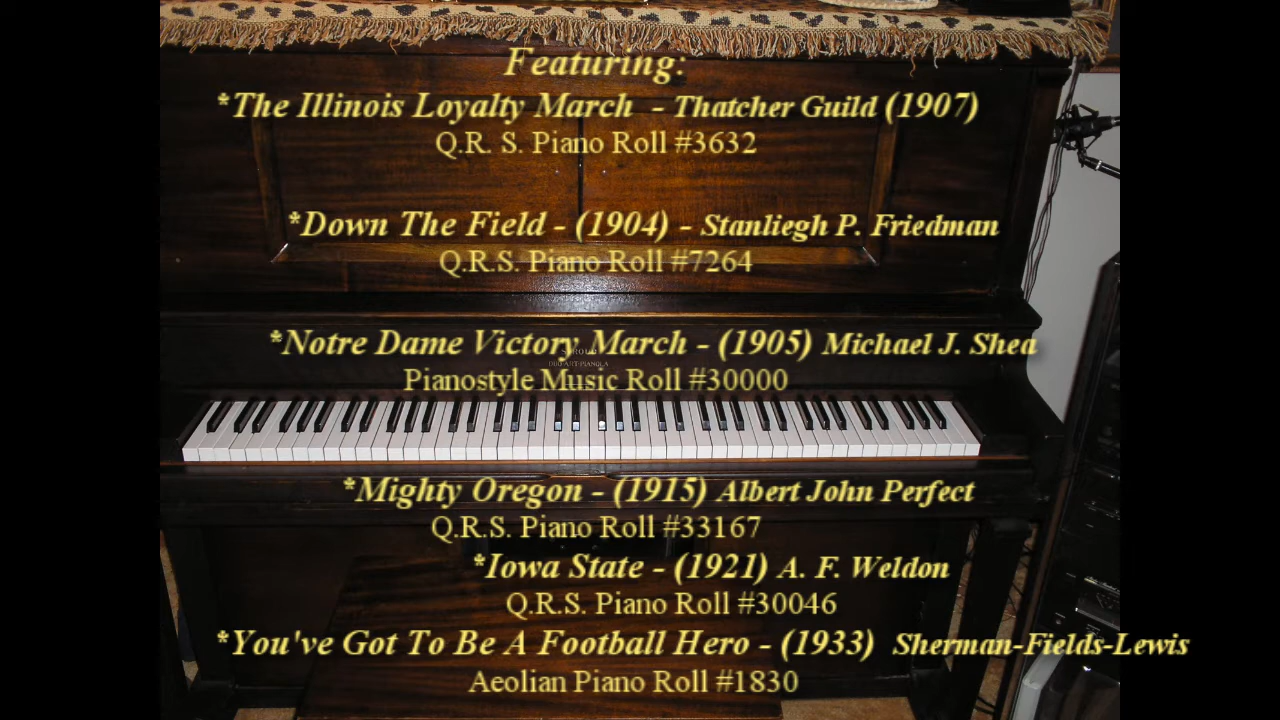 Featuring:
*The Illinois Loyalty March - Thatcher Guild (1907)
Q.R. S. Piano Roll #3632
*Down The Field - (1904) - Stanliegh P. Friedman
Q.R.S. Piano Roll #7264
*Notre Dame Victory March - (1905) Michael J. Shea
DUO-ART PIANOLA
Pianostyle Music Roll #30000
*Mighty Oregon - (1915) Albert John Perfect
Q.R.S. Piano Roll #33167
*Iowa State - (1921) A. F. Weldon
Q.R.S. Piano Roll #30046
*You've Got To Be A Football Hero - (1933) Sherman-Fields-Lewis
Aeolian Piano Roll #1830